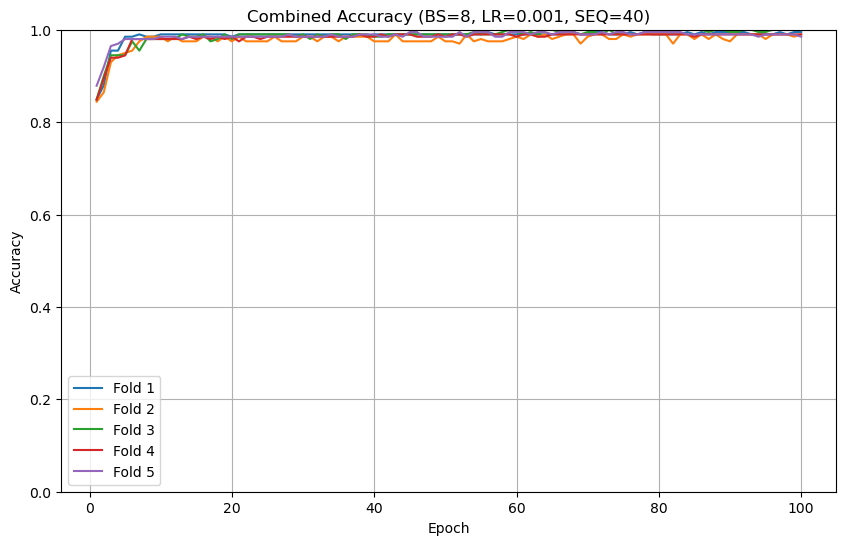 Combined Accuracy (BS=8, LR=0.001, SEQ=40)
1.0
0.8
0.6
0.4
0.2
0.0
Accuracy
Fold 1
Fold 2
Fold 3
Fold 4
Fold 5
0 20 40 60 80 100
Epoch